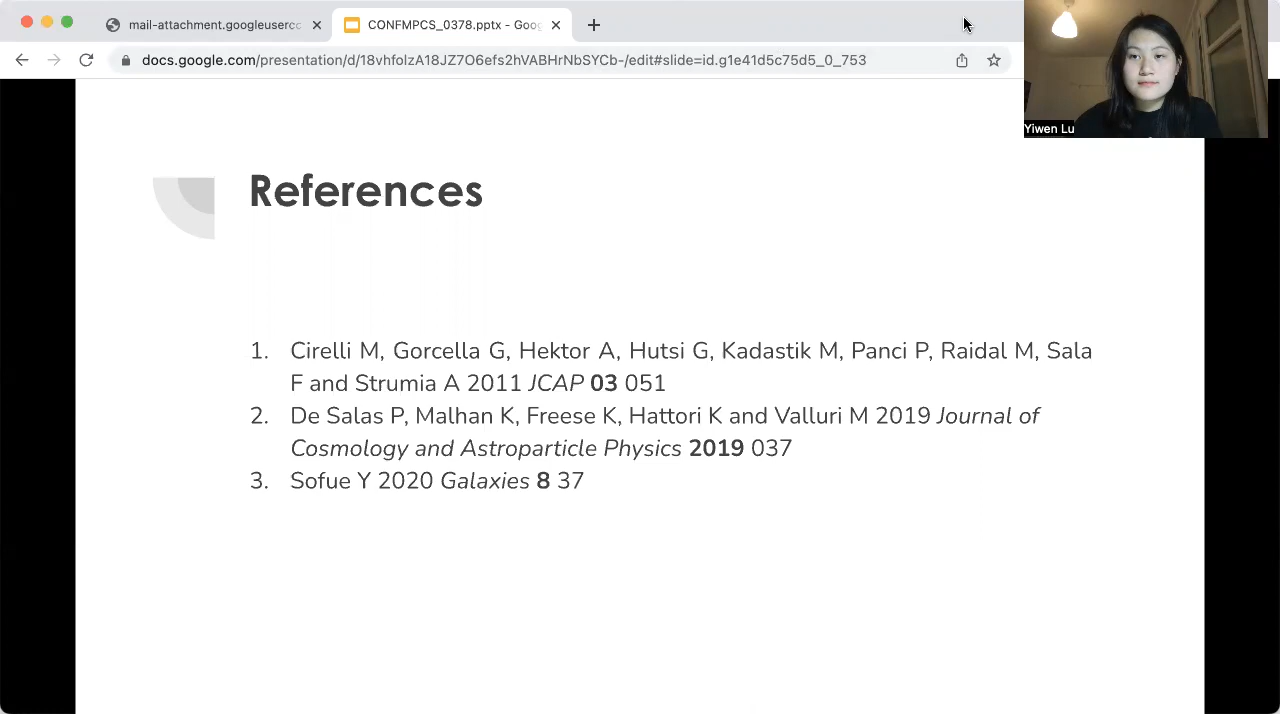 mail-attachment.googleusercc
CONFMPCS_0378.pptx - Goog
docs.google.com/presentation/d/18vhfolzA18JZ7O6efs2hVABHrNbSYCb-/edit#slide=id.g1e41d5c75d5_0_753
Yiwen Lu
References
1. Cirelli M, Gorcella G, Hektor A, Hutsi G, Kadastik M, Panci P, Raidal M, Sala
F and Strumia A 2011 JCAP 03 051
2. De Salas P, Malhan K, Freese K, Hattori K and Valluri M 2019 Journal of
Cosmology and Astroparticle Physics 2019 037
3. Sofue Y 2020 Galaxies 8 37